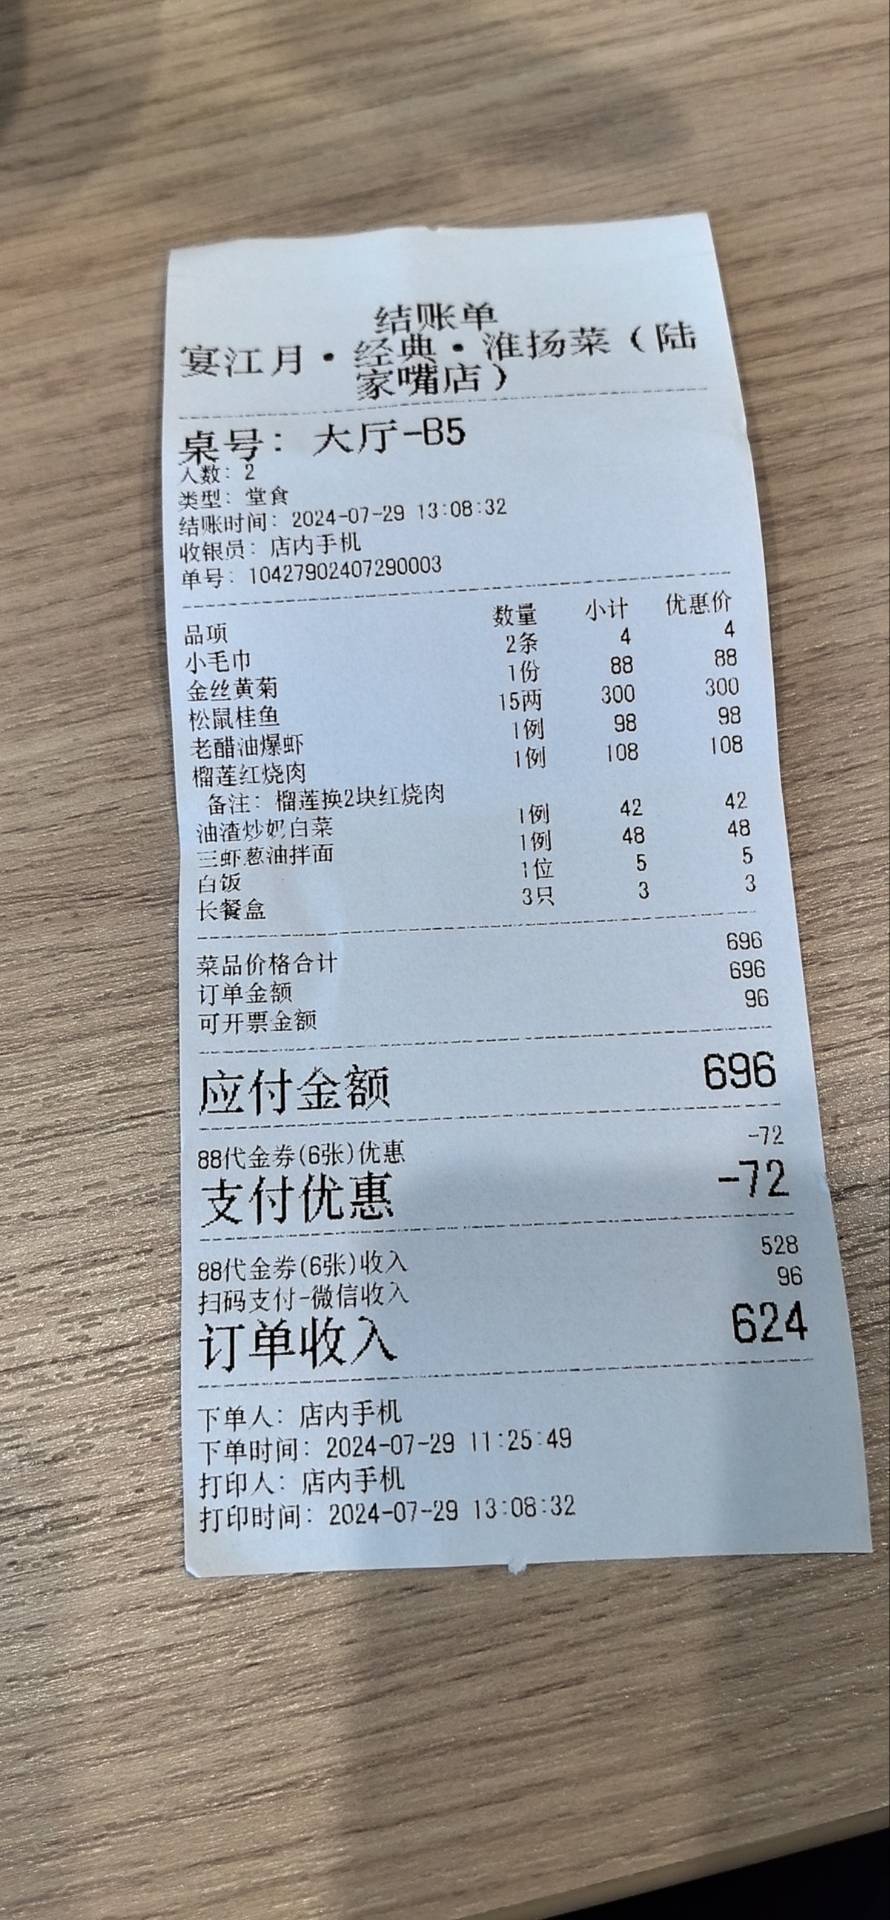 结账单
宴江月·经典·淮扬菜（陆
家嘴店）
桌号：大厅-B5
人数：2
类型：堂食
结账时间：2024-07-29 13:08:32
收银员：店内手机
单号：10427902407290003
品项 数量 小计 优惠价
小毛巾 2条 4 4
金丝黄菊 1份 88 88
松鼠桂鱼 15两 300 300
老醋油爆虾 1例 98 98
榴莲红烧肉 1例 108 108
备注：榴莲换2块红烧肉
油渣炒奶白菜 1例 42 42
三虾葱油拌面 1例 48 48
白饭 1位 5 5
长餐盒 3只 3 3
菜品价格合计 696
订单金额 696
可开票金额 96
应付金额 696
88代金券(6张)优惠 -72
支付优惠 -72
88代金券(6张)收入 528
扫码支付-微信收入 96
订单收入 624
下单人：店内手机
下单时间：2024-07-29 11:25:49
打印人：店内手机
打印时间：2024-07-29 13:08:32